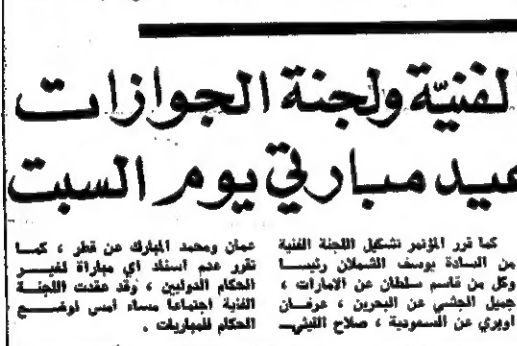 الفنية ولجنة الجوازات
عيد مباراتي يوم السبت
كما قرر المؤتمر تشكيل اللجنة الفنية
من السادة يوسف الشملان رئيسا
وكل من قاسم سلطان عن الامارات ،
جميل الجشي عن البحرين ، عرفان
اوبري عن السعودية ، صلاح الليثي
عمان ومحمد المبارك عن قطر ، كما
تقرر عدم اسناد اي مباراة لغير
الحكام الدوليين ، وقد عقدت اللجنة
الفنية اجتماعا مساء امس لوضع
الحكام للمباريات .